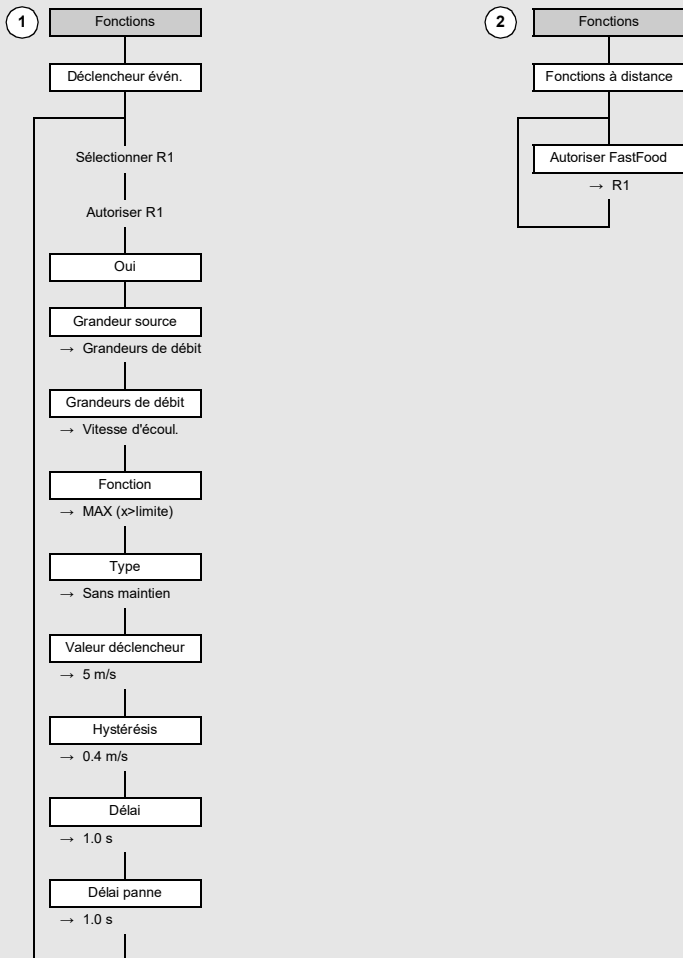 1
Fonctions
Déclencheur évén.
Sélectionner R1
Autoriser R1
Oui
Grandeur source
→ Grandeurs de débit
Grandeurs de débit
→ Vitesse d'écoul.
Fonction
→ MAX (x>limite)
Type
→ Sans maintien
Valeur déclencheur
→ 5 m/s
Hystérésis
→ 0.4 m/s
Délai
→ 1.0 s
Délai panne
→ 1.0 s
2
Fonctions
Fonctions à distance
Autoriser FastFood
→ R1